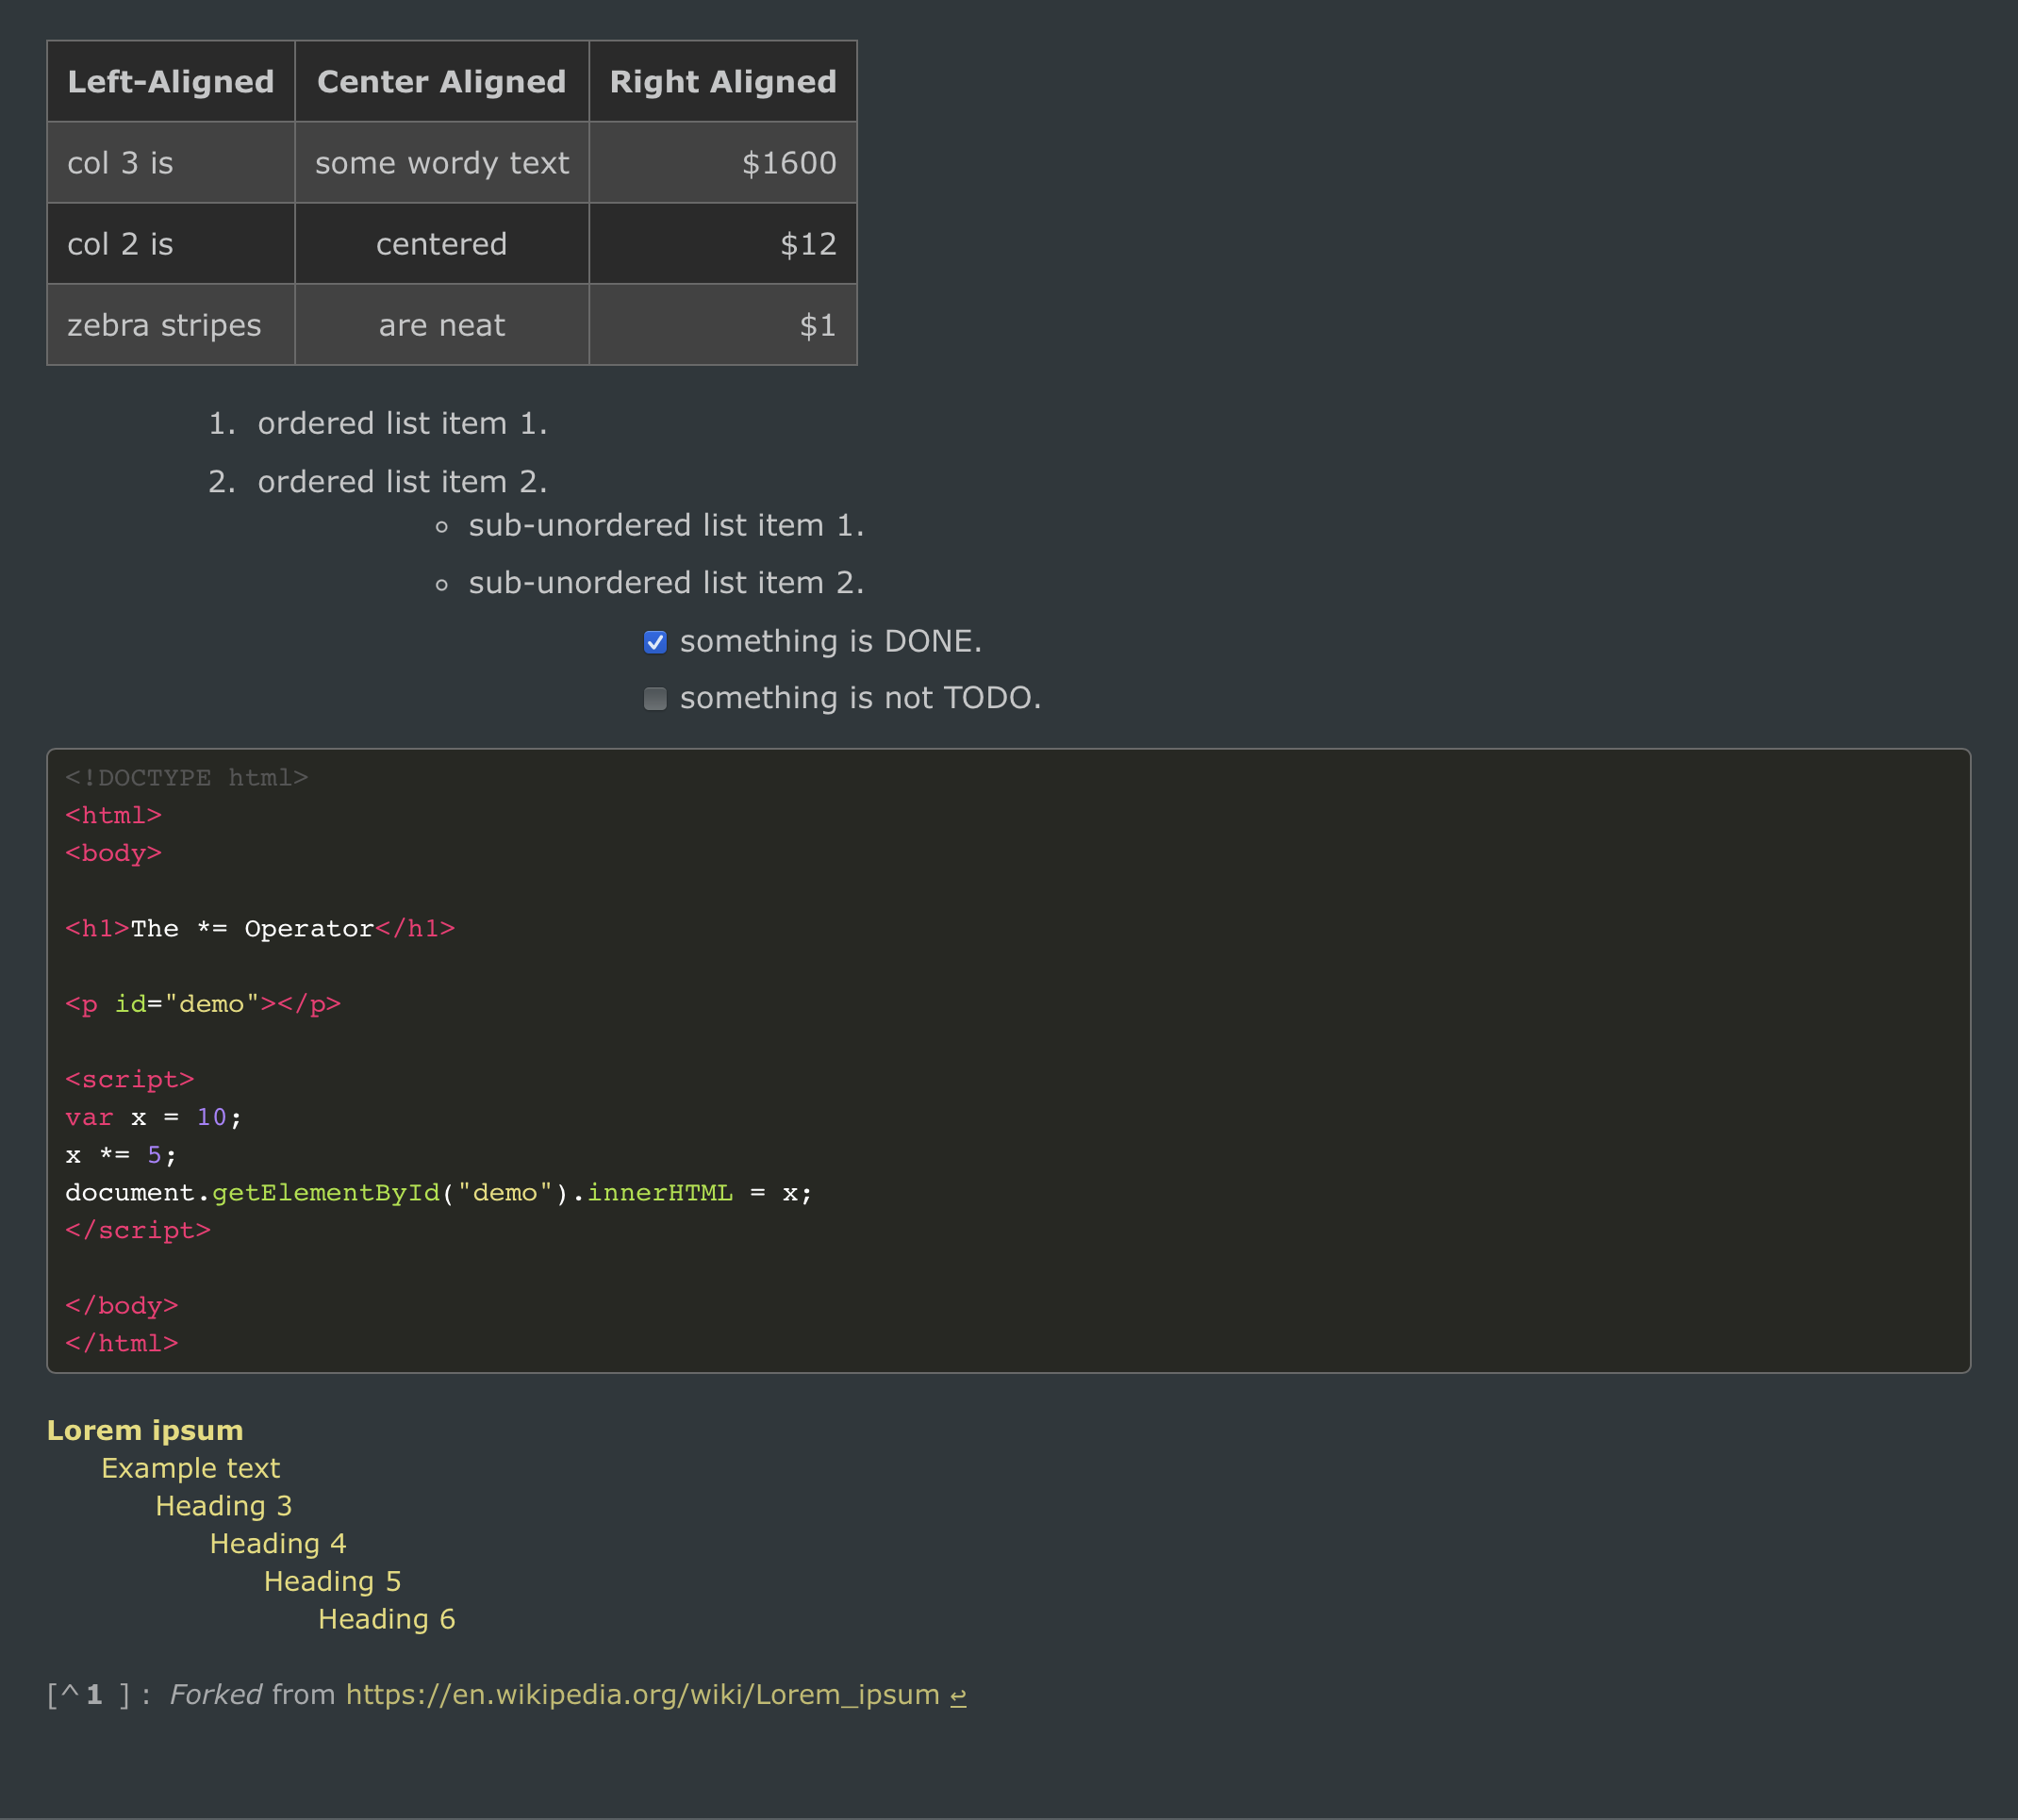 Left-Aligned Center Aligned Right Aligned
col 3 is some wordy text $1600
col 2 is centered $12
zebra stripes are neat $1
1. ordered list item 1.
2. ordered list item 2.
sub-unordered list item 1.
sub-unordered list item 2.
something is DONE.
something is not TODO.
<!DOCTYPE html>
<html>
<body>
<h1>The *= Operator</h1>
<p id="demo"></p>
<script>
var x = 10;
x *= 5;
document.getElementById("demo").innerHTML = x;
</script>
</body>
</html>
Lorem ipsum
Example text
Heading 3
Heading 4
Heading 5
Heading 6
[^1 ]: Forked from https://en.wikipedia.org/wiki/Lorem_ipsum ↩